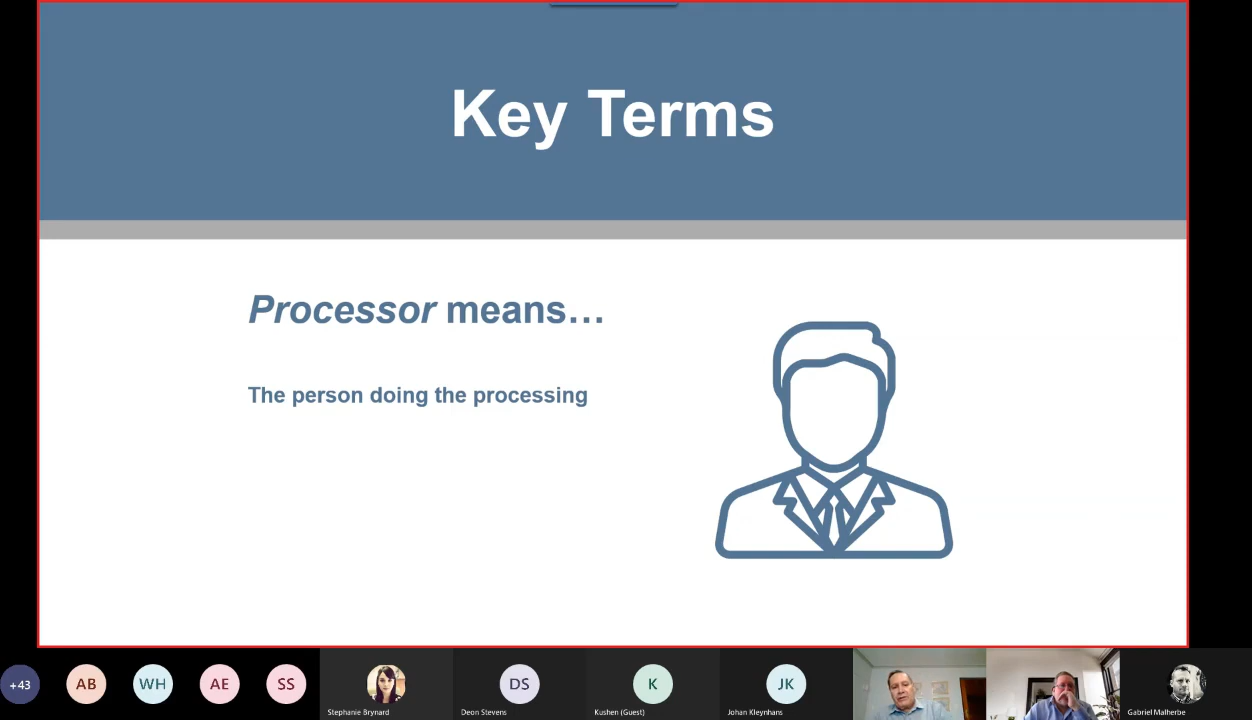 Key Terms
Processor means…
The person doing the processing
+43
AB
WH
AE
SS
DS
K
JK
Stephanie Brynard
Deon Stevens
Kushen (Guest)
Johan Kleynhans
Gabriel Malherbe